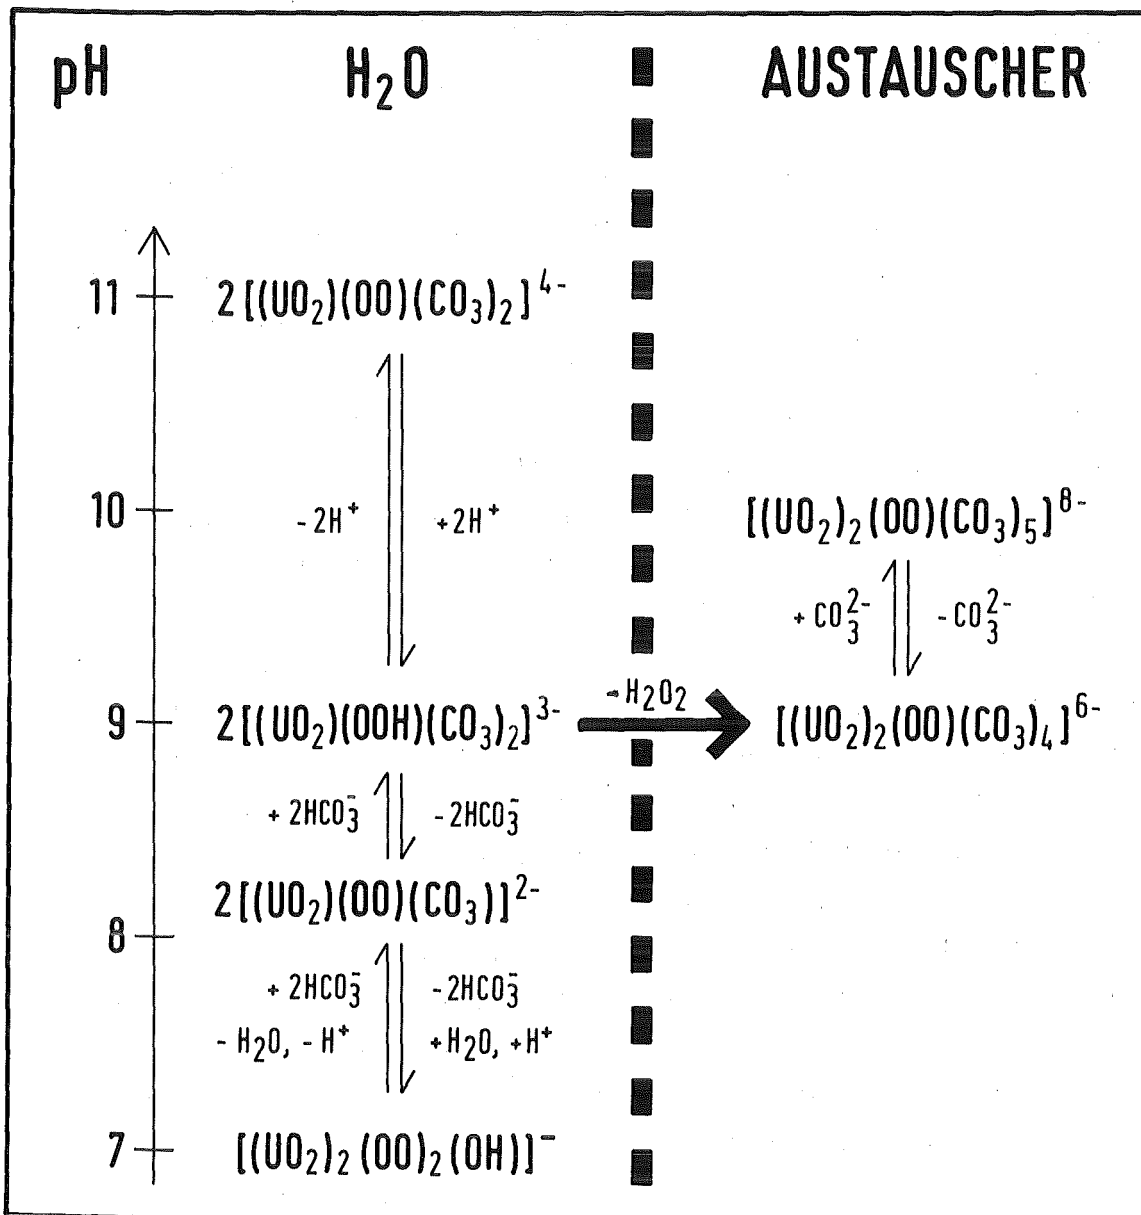 pH H₂O AUSTAUSCHER
11 2[(UO₂)(OO)(CO₃)₂]⁴⁻
-2H⁺ +2H⁺
10 [(UO₂)₂(OO)(CO₃)₅]⁸⁻
+CO₃²⁻ -CO₃²⁻
9 2[(UO₂)(OOH)(CO₃)₂]³⁻ -H₂O₂ [(UO₂)₂(OO)(CO₃)₄]⁶⁻
+2HCO₃⁻ -2HCO₃⁻
2[(UO₂)(OO)(CO₃)]²⁻
8
+2HCO₃⁻ -2HCO₃⁻
-H₂O, -H⁺ +H₂O, +H⁺
7 [(UO₂)₂(OO)₂(OH)]⁻